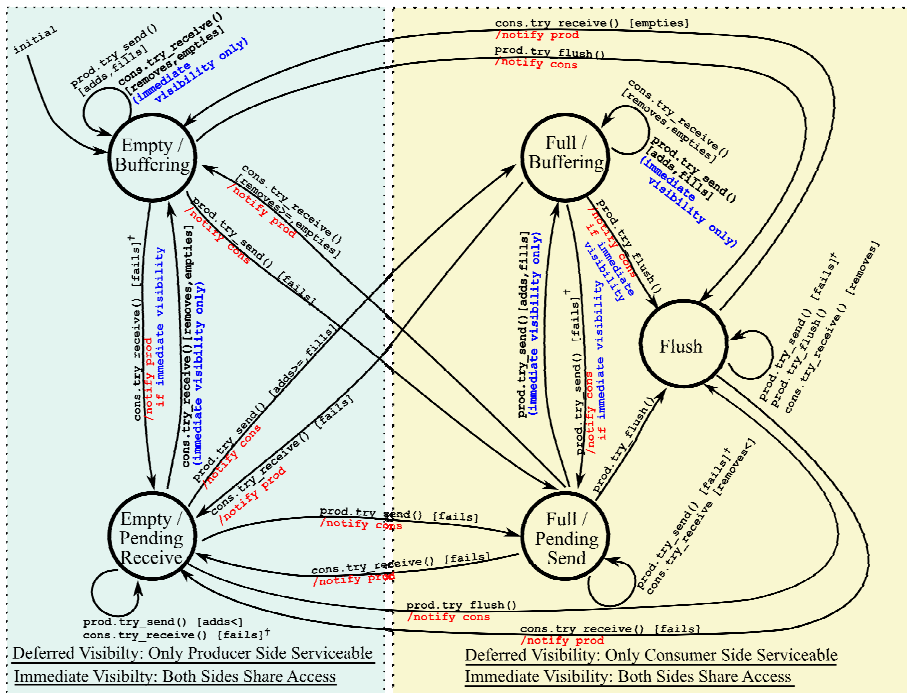 initial
prod.try_send()
[adds,fills]
cons.try_receive()
[removes,empties]
(immediate
visibility only)
cons.try_receive() [empties]
/notify prod
prod.try_flush()
/notify cons
Empty /
Buffering
Full /
Buffering
cons.try_receive()
[removes,empties]
prod.try_send()
[adds,fills]
(immediate
visibility only)
cons.try_receive()
[removes>=,empties]
/notify prod
prod.try_send() [fails]
/notify cons
prod.try_flush()
/notify cons
if immediate
visibility
cons.try_receive() [fails]†
/notify prod
if immediate visibility
cons.try_receive()[removes,empties]
(immediate visibility only)
prod.try_send() [adds>=,fills]
/notify cons
cons.try_receive() [fails]
/notify prod
prod.try_send()[adds,fills]
(immediate visibility only)
prod.try_send() [fails]†
/notify cons
if immediate visibility
Flush
prod.try_send() [fails]†
prod.try_flush()
cons.try_receive() [removes]
prod.try_flush()
Empty /
Pending
Receive
prod.try_send() [fails]
/notify cons
cons.try_receive() [fails]
/notify prod
Full /
Pending
Send
prod.try_send() [fails]†
cons.try_receive [removes<]
prod.try_flush()
/notify cons
cons.try_receive() [fails]
/notify prod
prod.try_send() [adds<]
cons.try_receive() [fails]†
Deferred Visibilty: Only Producer Side Serviceable
Immediate Visibilty: Both Sides Share Access
Deferred Visibility: Only Consumer Side Serviceable
Immediate Visibility: Both Sides Share Access